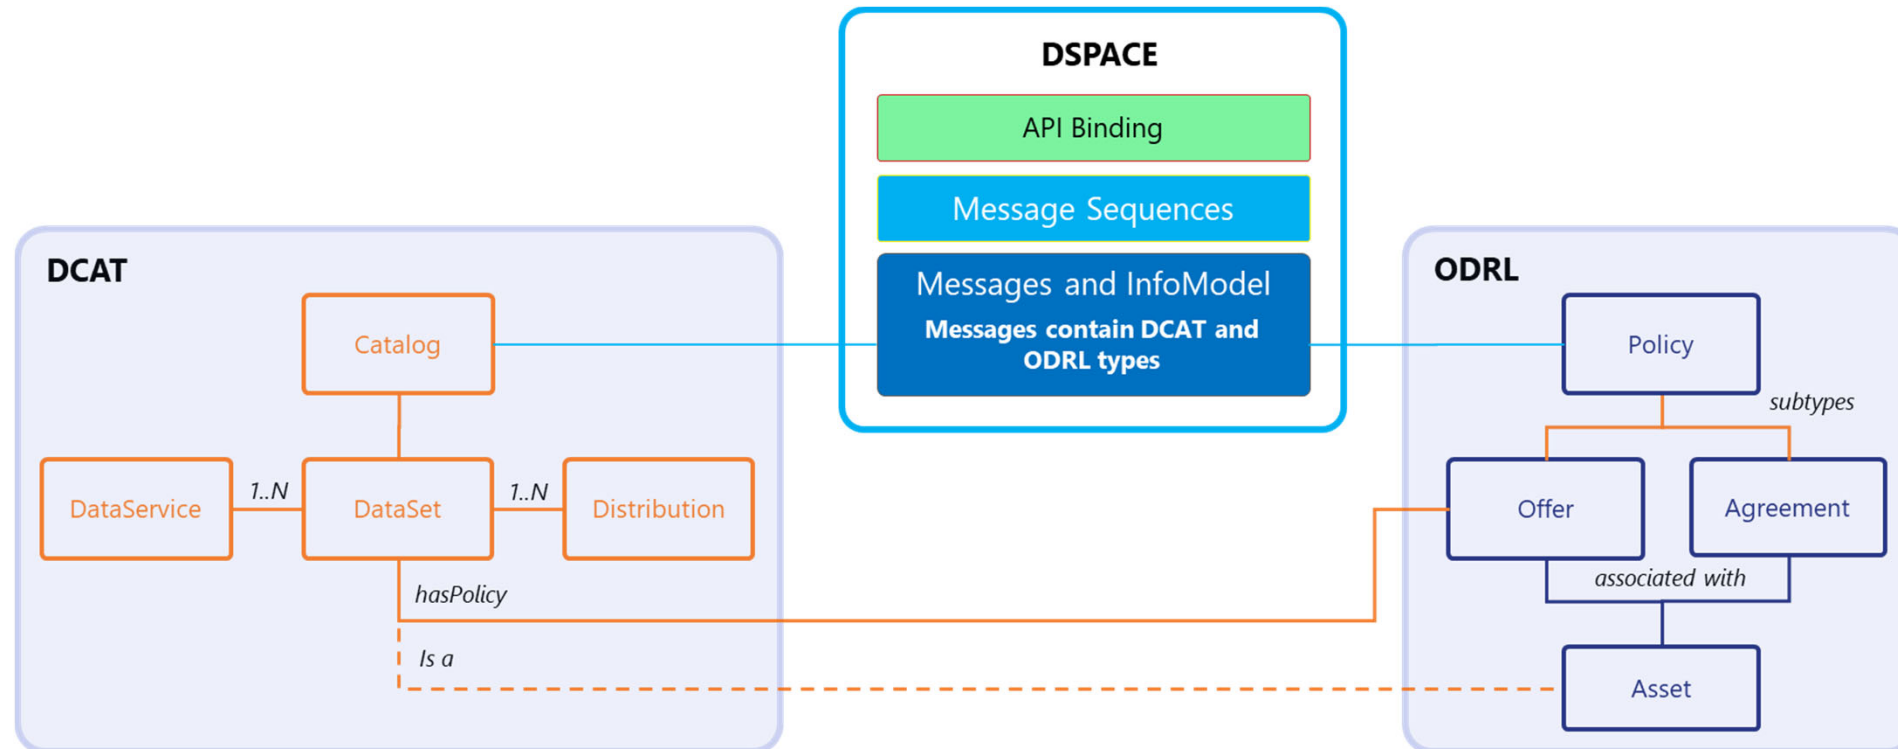 DSPACE
API Binding
Message Sequences
Messages and InfoModel
Messages contain DCAT and
ODRL types
DCAT
Catalog
DataService
1..N
DataSet
1..N
Distribution
hasPolicy
Is a
ODRL
Policy
subtypes
Offer
Agreement
associated with
Asset